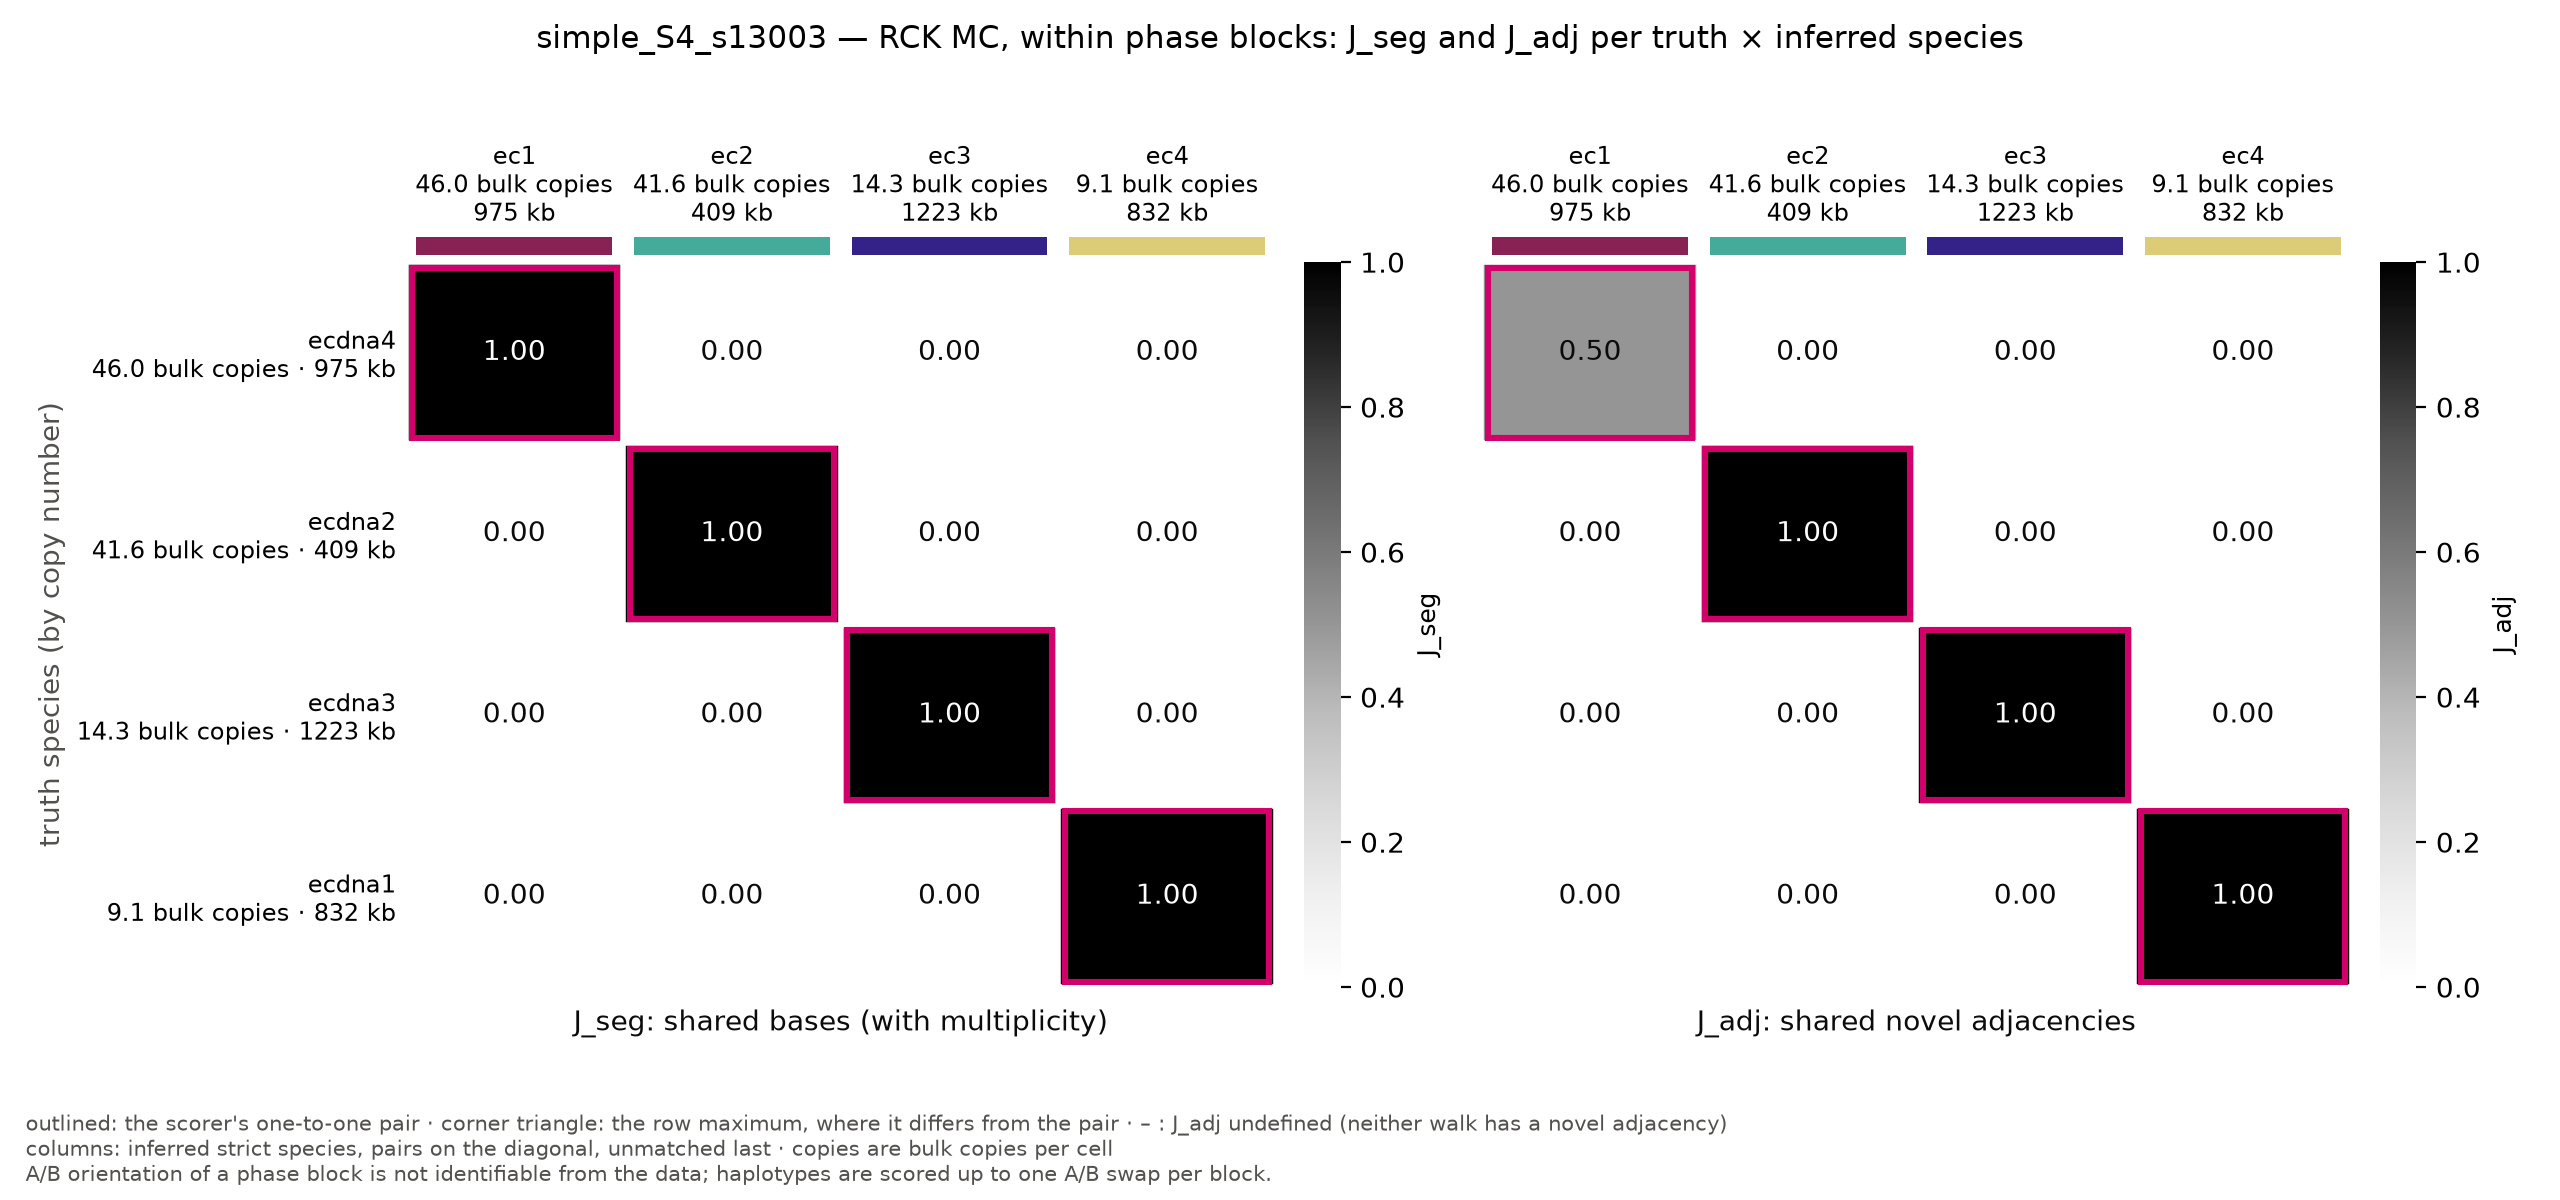 simple_S4_s13003 — RCK MC, within phase blocks: J_seg and J_adj per truth × inferred species
ec1
46.0 bulk copies
975 kb
ec2
41.6 bulk copies
409 kb
ec3
14.3 bulk copies
1223 kb
ec4
9.1 bulk copies
832 kb
truth species (by copy number)
ecdna4
46.0 bulk copies · 975 kb
1.00
0.00
0.00
0.00
ecdna2
41.6 bulk copies · 409 kb
0.00
1.00
0.00
0.00
ecdna3
14.3 bulk copies · 1223 kb
0.00
0.00
1.00
0.00
ecdna1
9.1 bulk copies · 832 kb
0.00
0.00
0.00
1.00
J_seg: shared bases (with multiplicity)
1.0
0.8
0.6
0.4
0.2
0.0
J_seg
ec1
46.0 bulk copies
975 kb
ec2
41.6 bulk copies
409 kb
ec3
14.3 bulk copies
1223 kb
ec4
9.1 bulk copies
832 kb
0.50
0.00
0.00
0.00
0.00
1.00
0.00
0.00
0.00
0.00
1.00
0.00
0.00
0.00
0.00
1.00
J_adj: shared novel adjacencies
1.0
0.8
0.6
0.4
0.2
0.0
J_adj
outlined: the scorer's one-to-one pair · corner triangle: the row maximum, where it differs from the pair · – : J_adj undefined (neither walk has a novel adjacency)
columns: inferred strict species, pairs on the diagonal, unmatched last · copies are bulk copies per cell
A/B orientation of a phase block is not identifiable from the data; haplotypes are scored up to one A/B swap per block.